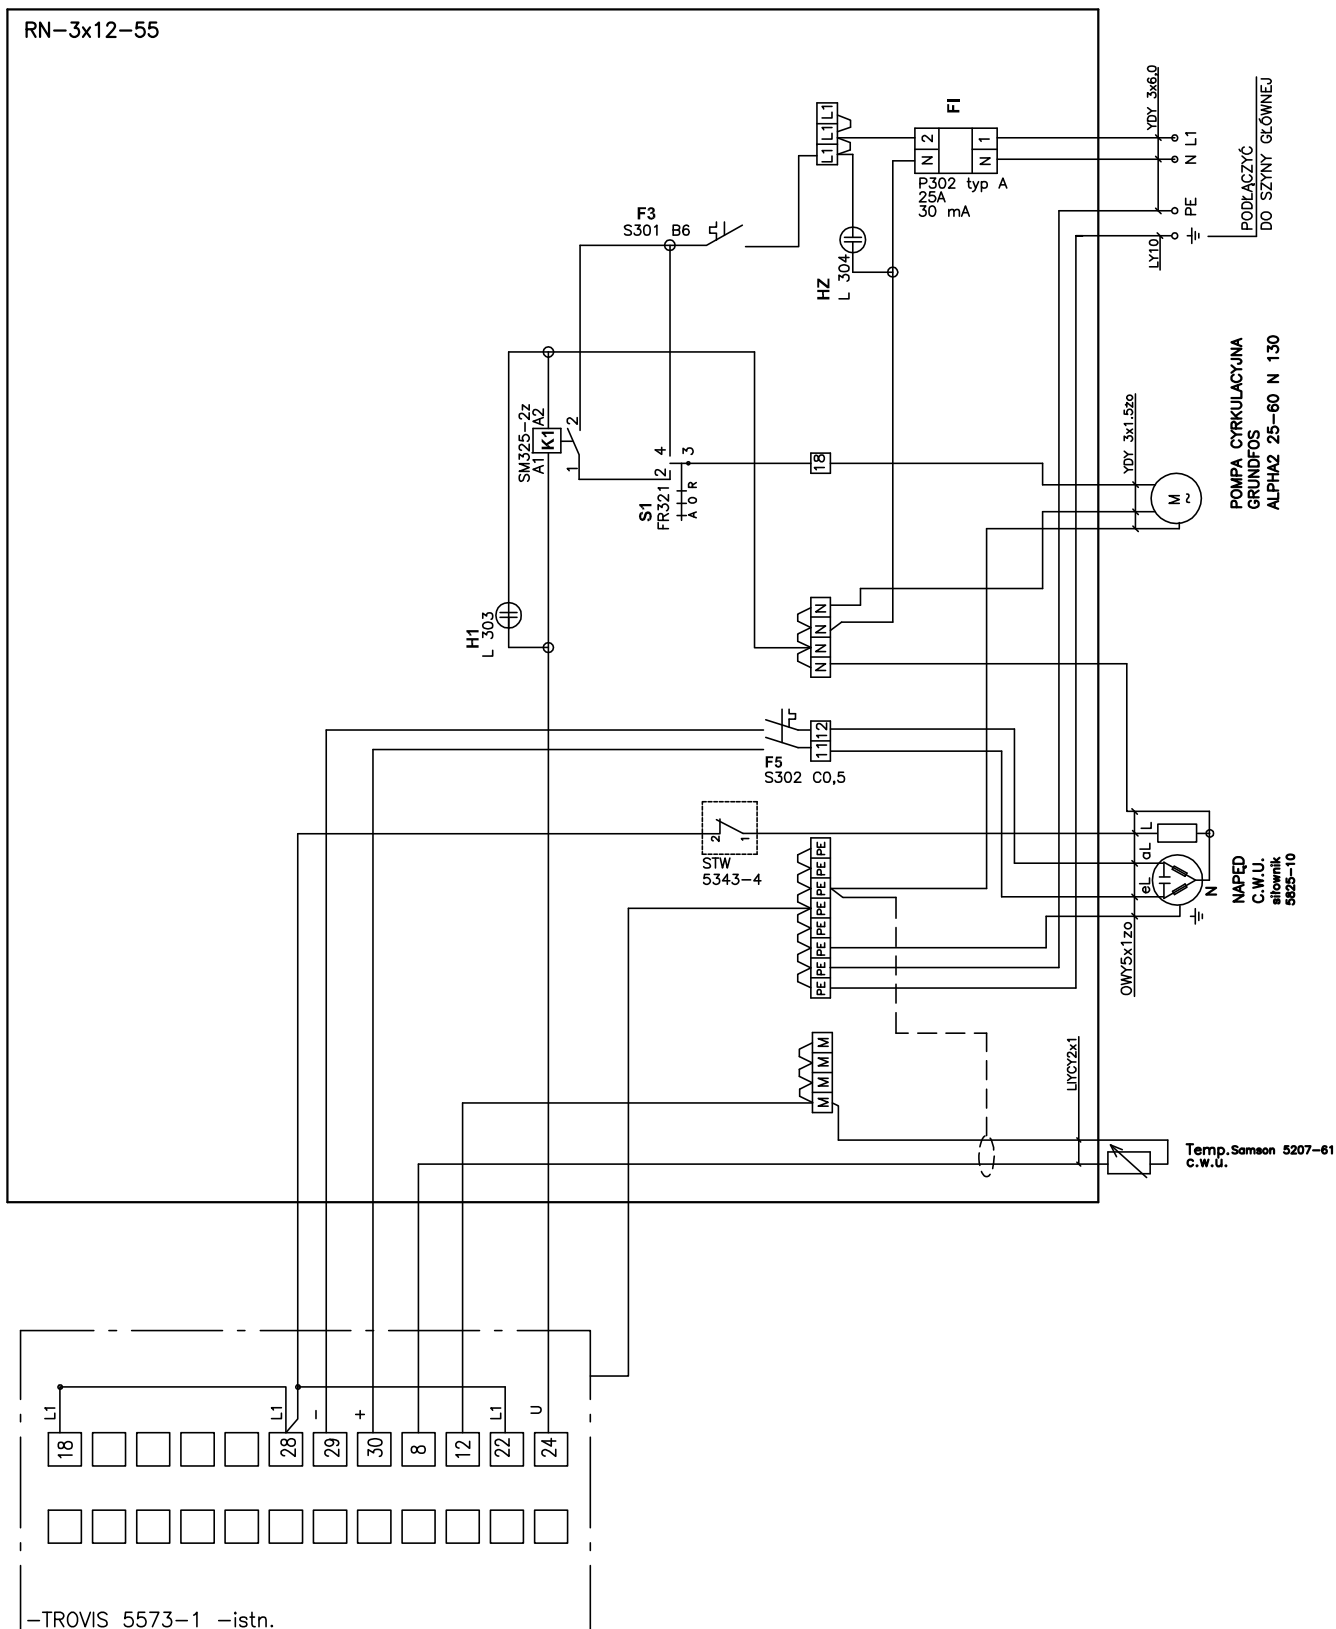 RN-3x12-55
FI
L1 L1 L1
2 1
N N
P302 typ A
25A
30 mA
YDY 3x6.0
L1
N
PE
LY10
PODŁĄCZYĆ
DO SZYNY GŁÓWNEJ
F3
S301 B6
HZ
L 304
SM325-2z
A1 K1 A2
1 2
S1
FR321
2 4
3
A O R
18
YDY 3x1.5żo
M
~
POMPA CYRKULACYJNA
GRUNDFOS
ALPHA2 25-60 N 130
H1
L 303
N N N N
F5
S302 C0,5
11 12
STW
5343-4
2 1
PE PE PE PE PE PE PE PE
L
aL
eL
N
OWY5x1żo
NAPĘD
C.W.U.
siłownik
5825-10
M M M M
LIYCY2x1
Temp.Samson 5207-61
C.W.U.
L1 L1 - + L1 U
18 28 29 30 8 12 22 24
-TROVIS 5573-1 -istn.